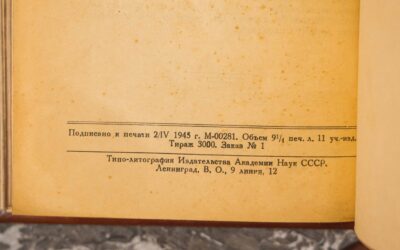 Подписано к печати 2/IV 1945 г. М-00281. Объем 9¹/₄ печ. л. 11 уч.-изд.
Тираж 3000. Заказ № 1
Типо-литография Издательства Академии Наук СССР.
Ленинград, В. О., 9 линия, 12